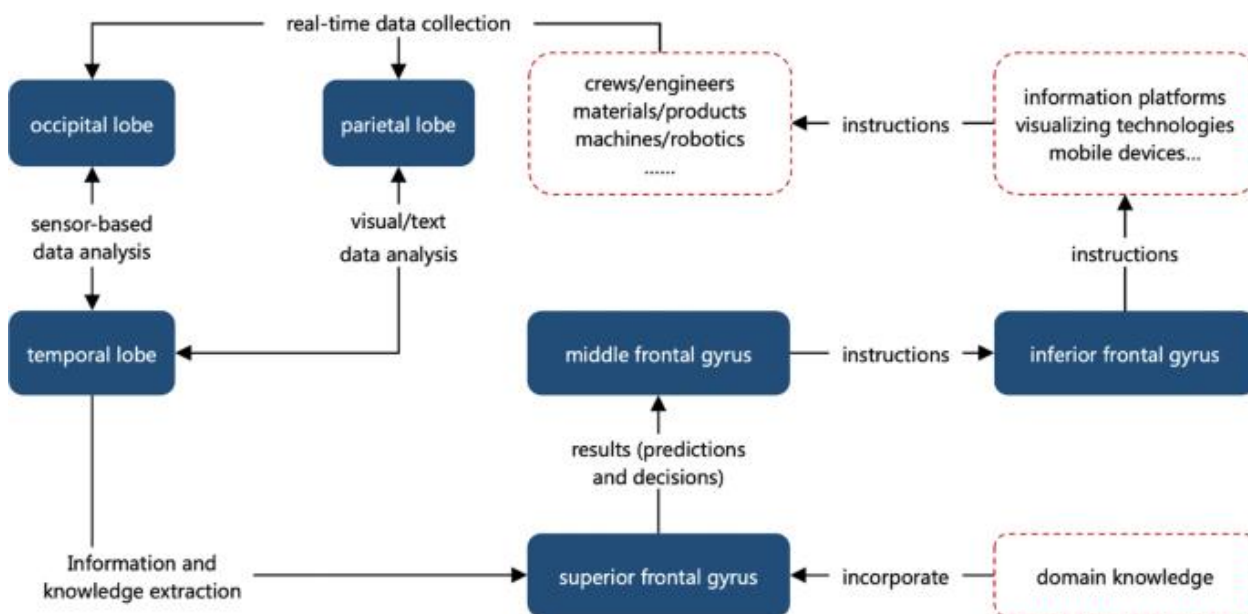 real-time data collection
crews/engineers
materials/products
machines/robotics
......
information platforms
visualizing technologies
mobile devices...
occipital lobe
parietal lobe
instructions
sensor-based
data analysis
visual/text
data analysis
instructions
temporal lobe
middle frontal gyrus
instructions
inferior frontal gyrus
results (predictions
and decisions)
Information and
knowledge extraction
superior frontal gyrus
incorporate
domain knowledge